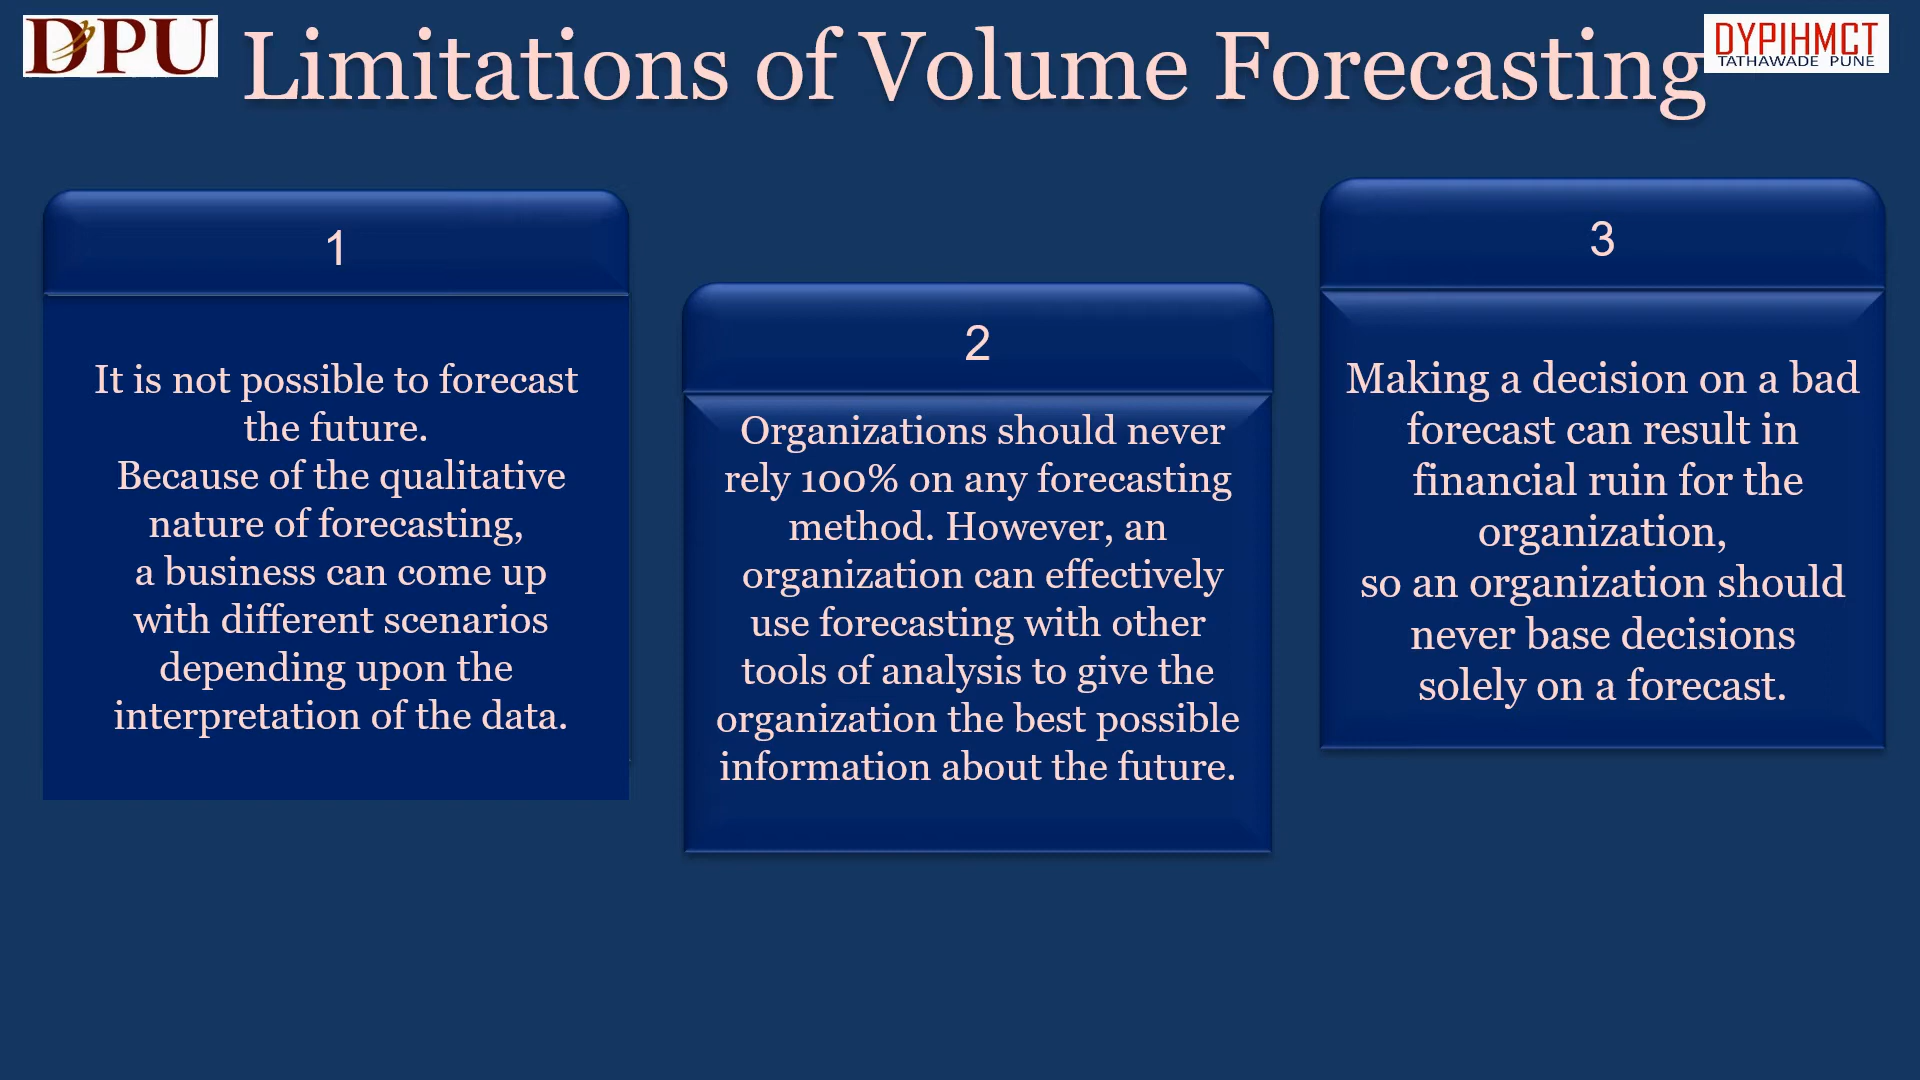 DPU
Limitations of Volume Forecasting
DYPIHMCT
TATHAWADE PUNE
1
It is not possible to forecast
the future.
Because of the qualitative
nature of forecasting,
a business can come up
with different scenarios
depending upon the
interpretation of the data.
2
Organizations should never
rely 100% on any forecasting
method. However, an
organization can effectively
use forecasting with other
tools of analysis to give the
organization the best possible
information about the future.
3
Making a decision on a bad
forecast can result in
financial ruin for the
organization,
so an organization should
never base decisions
solely on a forecast.